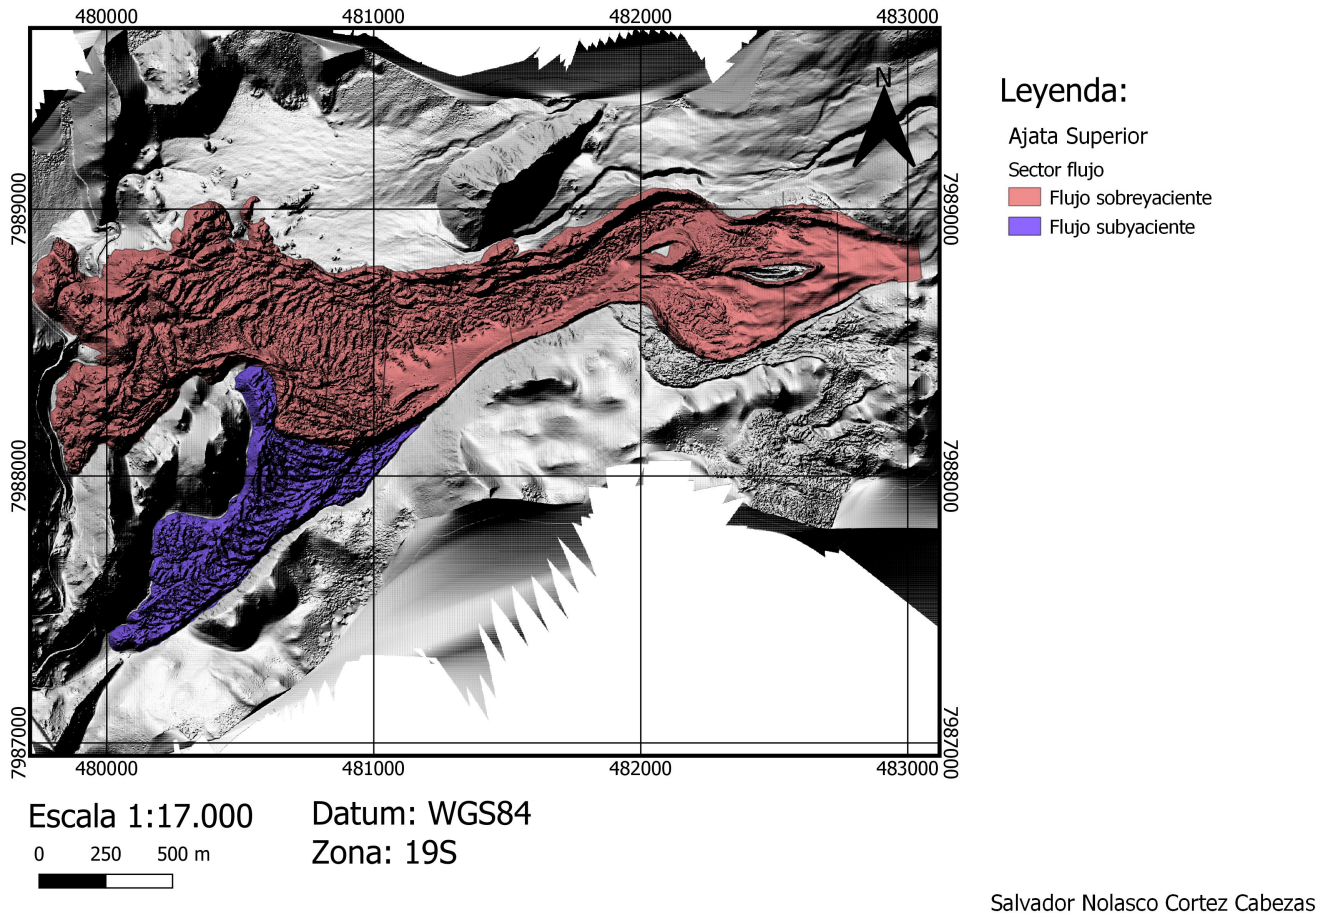 480000
481000
482000
483000
N
7989000
7988000
7987000
7989000
7988000
7987000
480000
481000
482000
483000
Leyenda:
Ajata Superior
Sector flujo
Flujo sobreyaciente
Flujo subyaciente
Escala 1:17.000
0 250 500 m
Datum: WGS84
Zona: 19S
Salvador Nolasco Cortez Cabezas